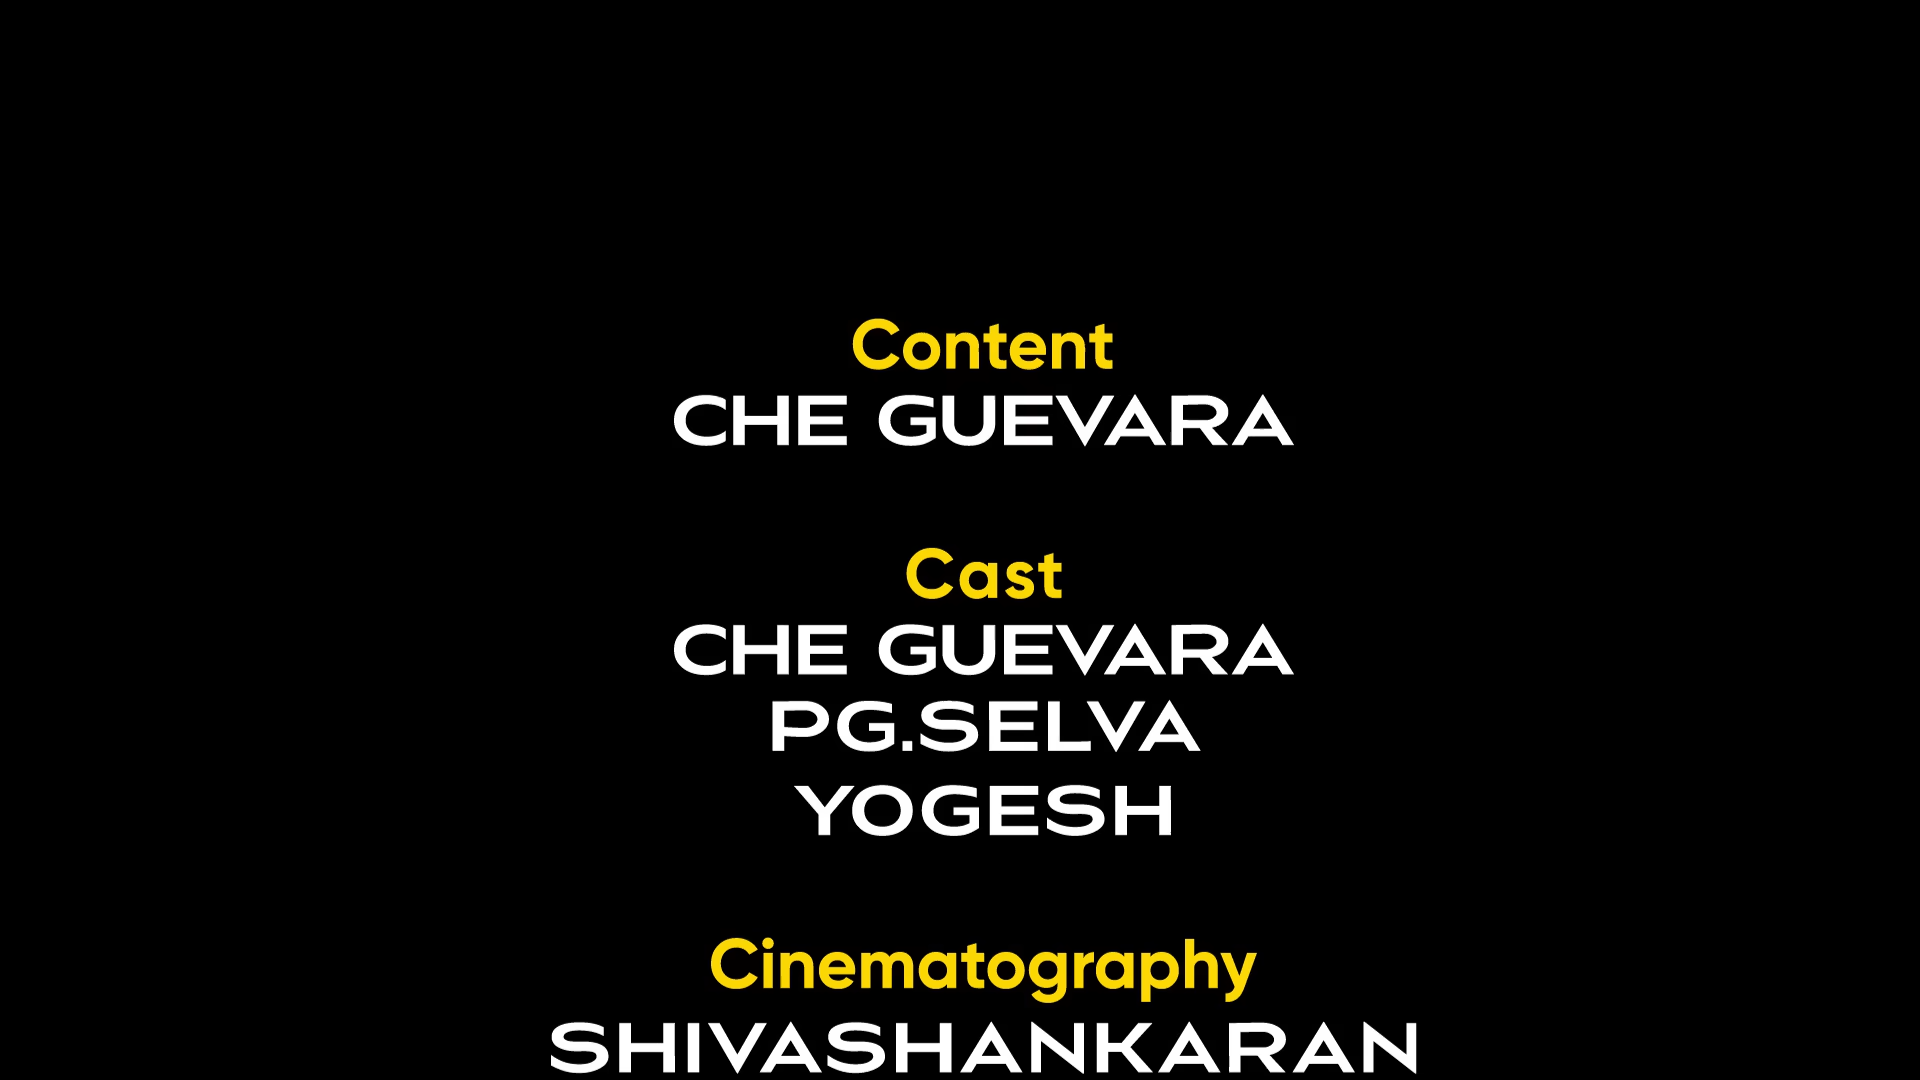 Content
CHE GUEVARA
Cast
CHE GUEVARA
PG.SELVA
YOGESH
Cinematography
SHIVASHANKARAN